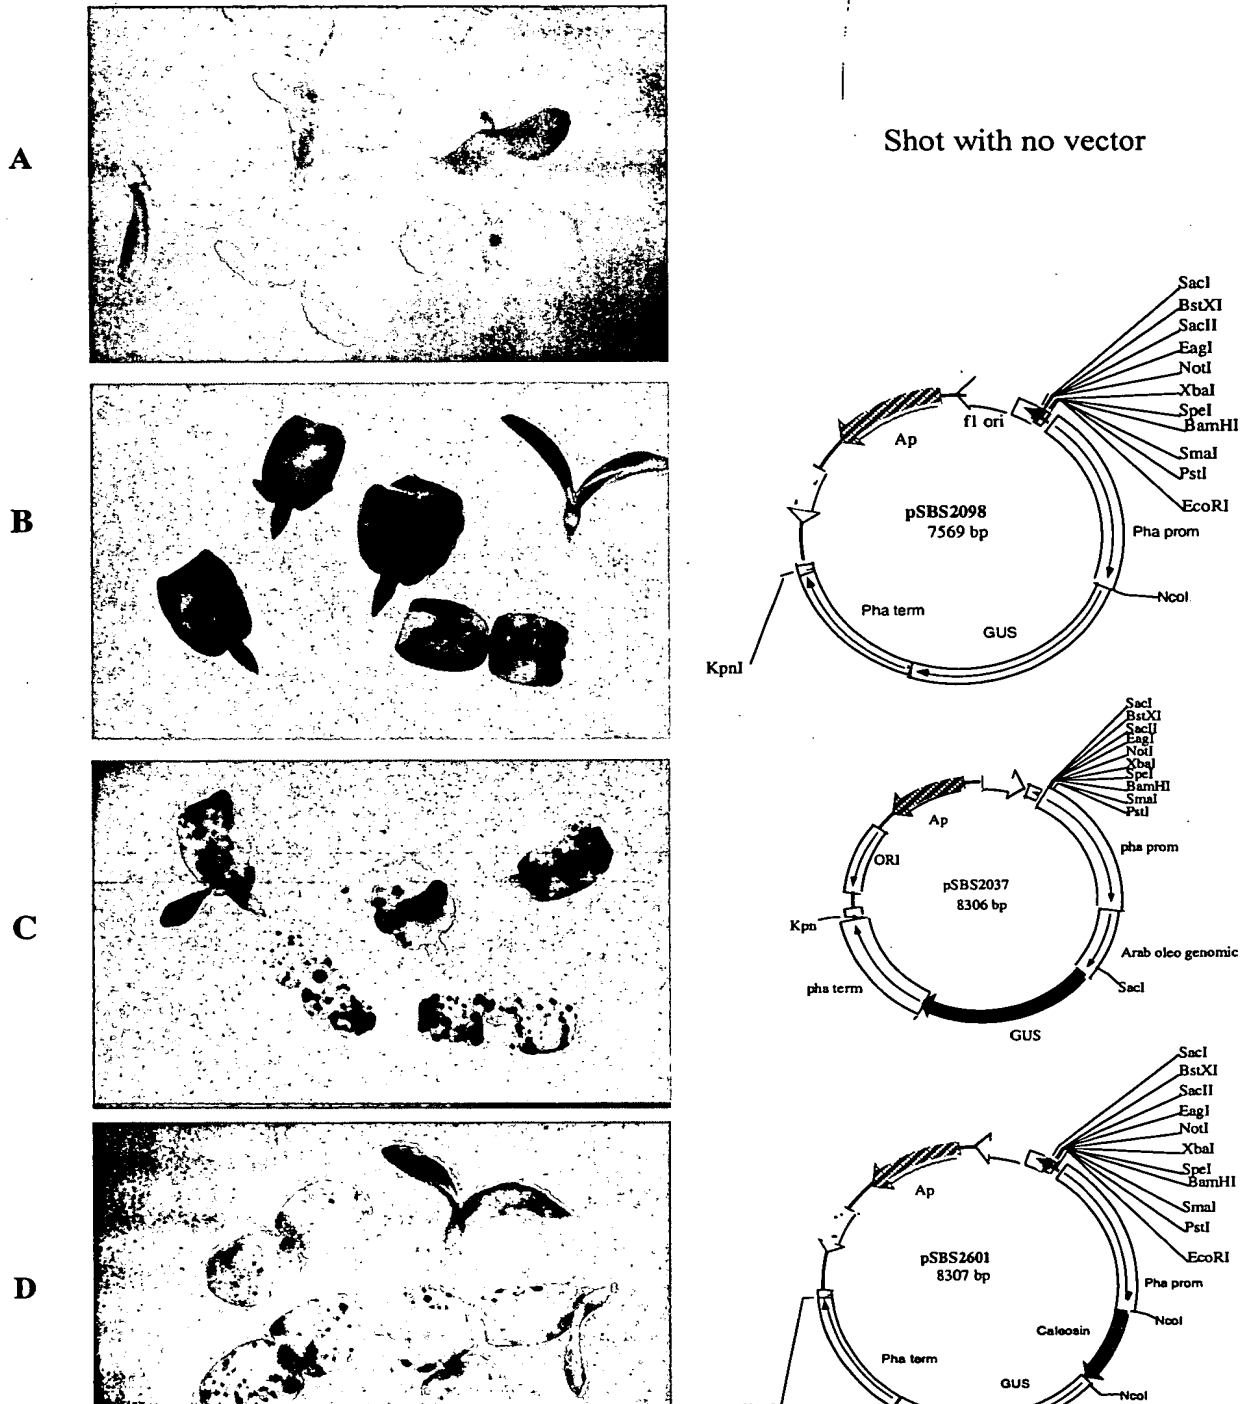 A
Shot with no vector
SacI
BstXI
SacII
EagI
NotI
XbaI
SpeI
BamHI
SmaI
PstI
EcoRI
f1 ori
Ap
B
pSBS2098
7569 bp
Pha prom
NcoI
Pha term
GUS
KpnI
SacI
BstXI
SacII
EagI
NotI
XbaI
SpeI
BamHI
SmaI
PstI
Ap
pha prom
ORI
pSBS2037
8306 bp
C
Kpn
Arab oleo genomic
pha term
SacI
GUS
SacI
BstXI
SacII
EagI
NotI
XbaI
SpeI
BamHI
SmaI
PstI
EcoRI
Ap
D
pSBS2601
8307 bp
Pha prom
NcoI
Caleosin
Pha term
GUS
NcoI